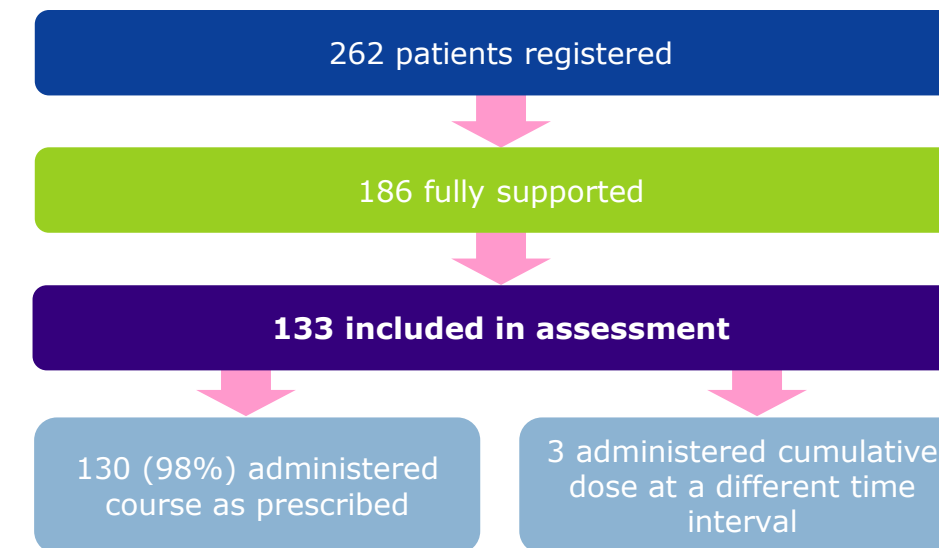 262 patients registered
186 fully supported
133 included in assessment
130 (98%) administered
course as prescribed
3 administered cumulative
dose at a different time
interval